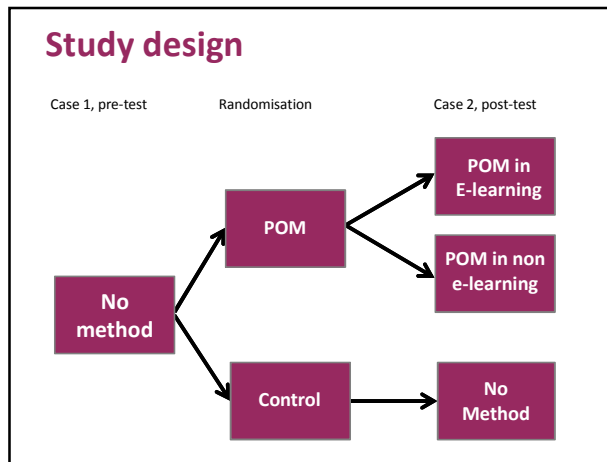 Study design
Case 1, pre-test
Randomisation
Case 2, post-test
No
method
POM
Control
POM in
E-learning
POM in non
e-learning
No
Method